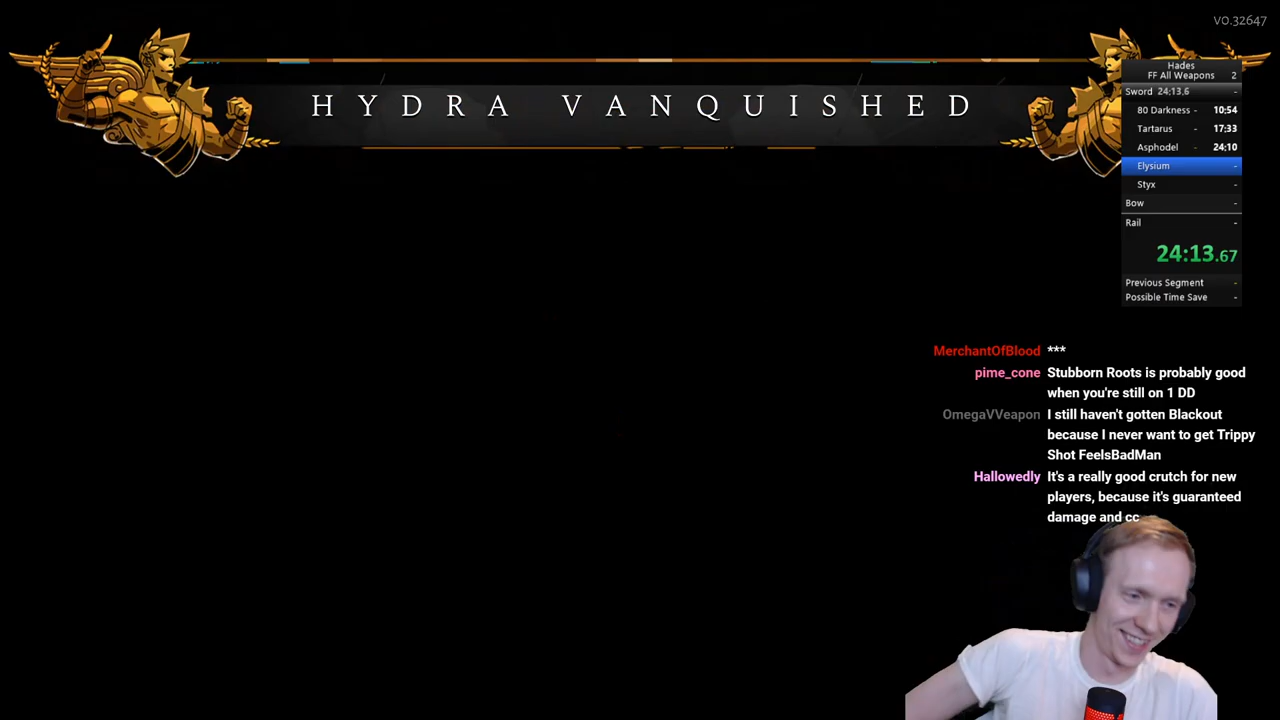 V0.32647
HYDRA VANQUISHED
Hades
FF All Weapons 2
Sword 24:13.6 -
80 Darkness - 10:54
Tartarus - 17:33
Asphodel - 24:10
Elysium -
Styx -
Bow -
Rail -
24:13.67
Previous Segment -
Possible Time Save -
MerchantOfBlood ***
pime_cone Stubborn Roots is probably good
when you're still on 1 DD
OmegaVVeapon I still haven't gotten Blackout
because I never want to get Trippy
Shot FeelsBadMan
Hallowedly It's a really good crutch for new
players, because it's guaranteed
damage and cc